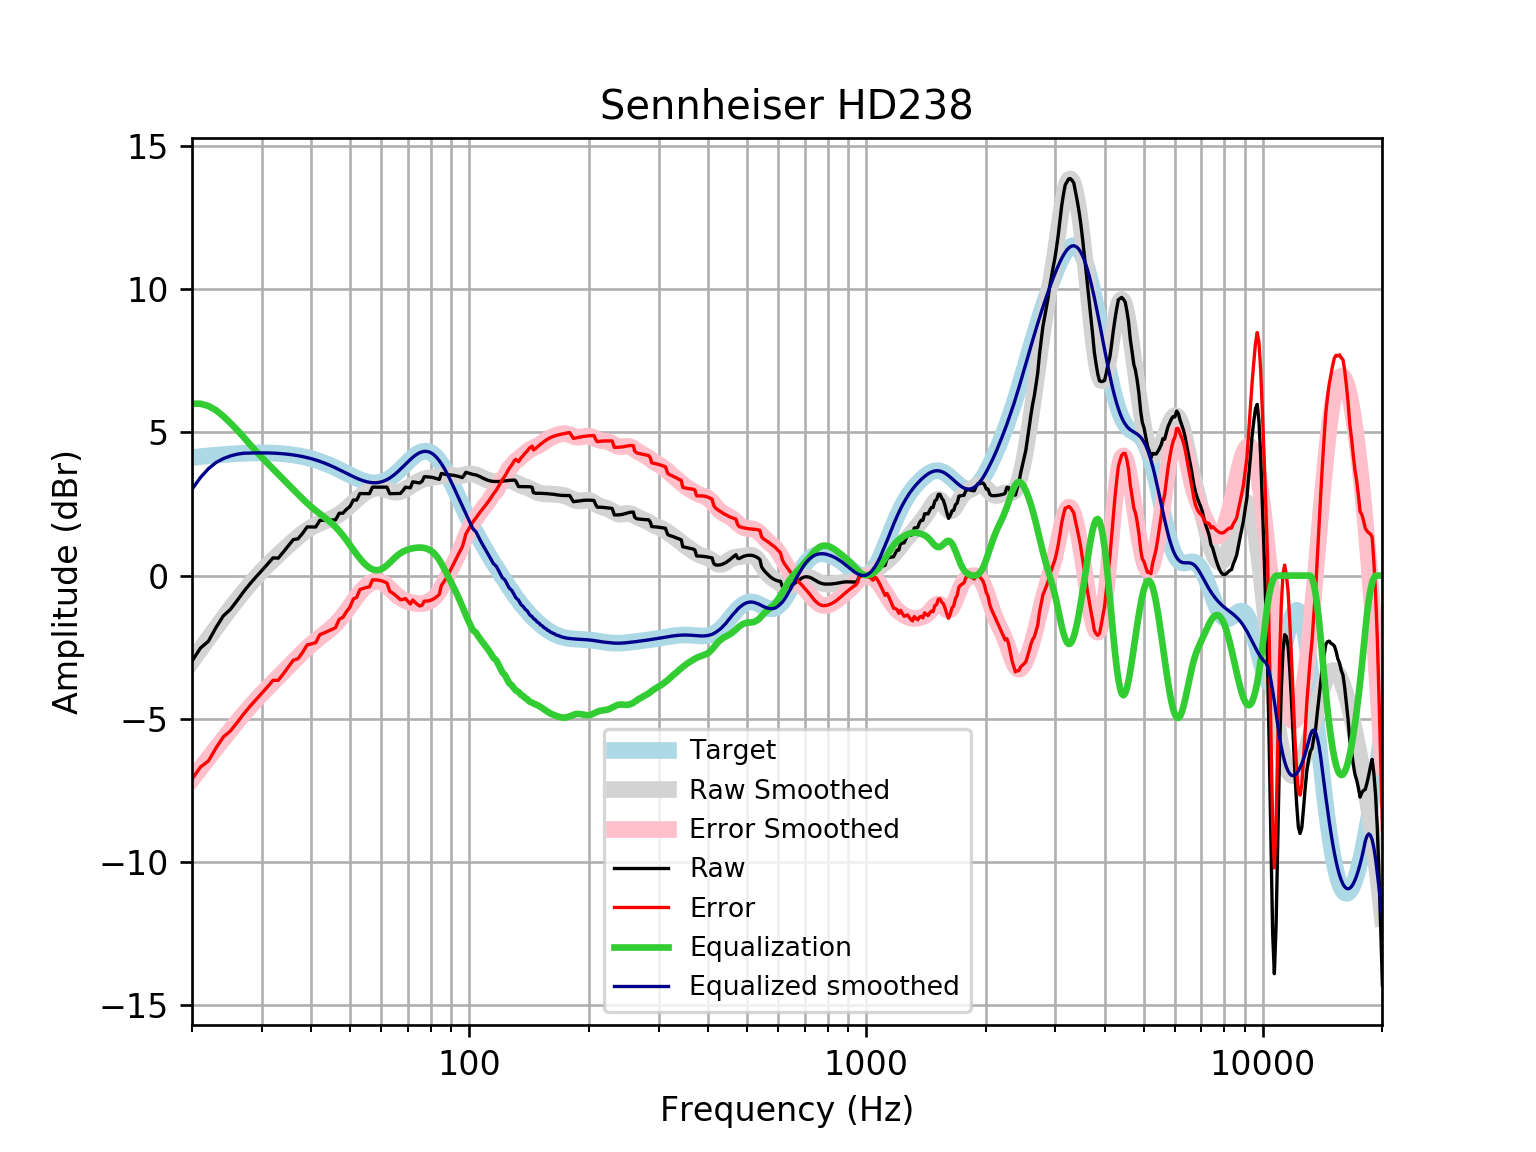 Sennheiser HD238
15
10
5
0
−5
−10
−15
Amplitude (dBr)
Target
Raw Smoothed
Error Smoothed
Raw
Error
Equalization
Equalized smoothed
100
1000
10000
Frequency (Hz)